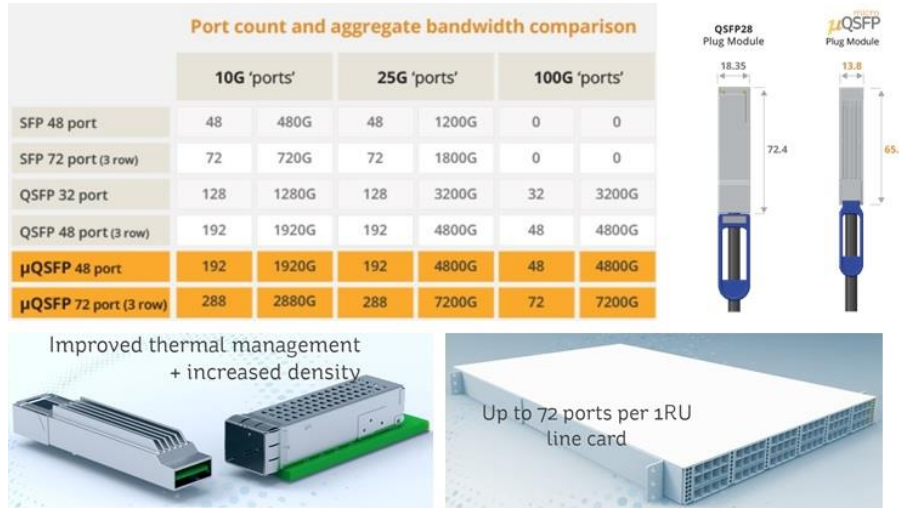 Port count and aggregate bandwidth comparison
10G 'ports' 25G 'ports' 100G 'ports'
SFP 48 port 48 480G 48 1200G 0 0
SFP 72 port (3 row) 72 720G 72 1800G 0 0
QSFP 32 port 128 1280G 128 3200G 32 3200G
QSFP 48 port (3 row) 192 1920G 192 4800G 48 4800G
µQSFP 48 port 192 1920G 192 4800G 48 4800G
µQSFP 72 port (3 row) 288 2880G 288 7200G 72 7200G
QSFP28
Plug Module
18.35
72.4
micro
µQSFP
Plug Module
13.8
65.
Improved thermal management
+ increased density
Up to 72 ports per 1RU
line card